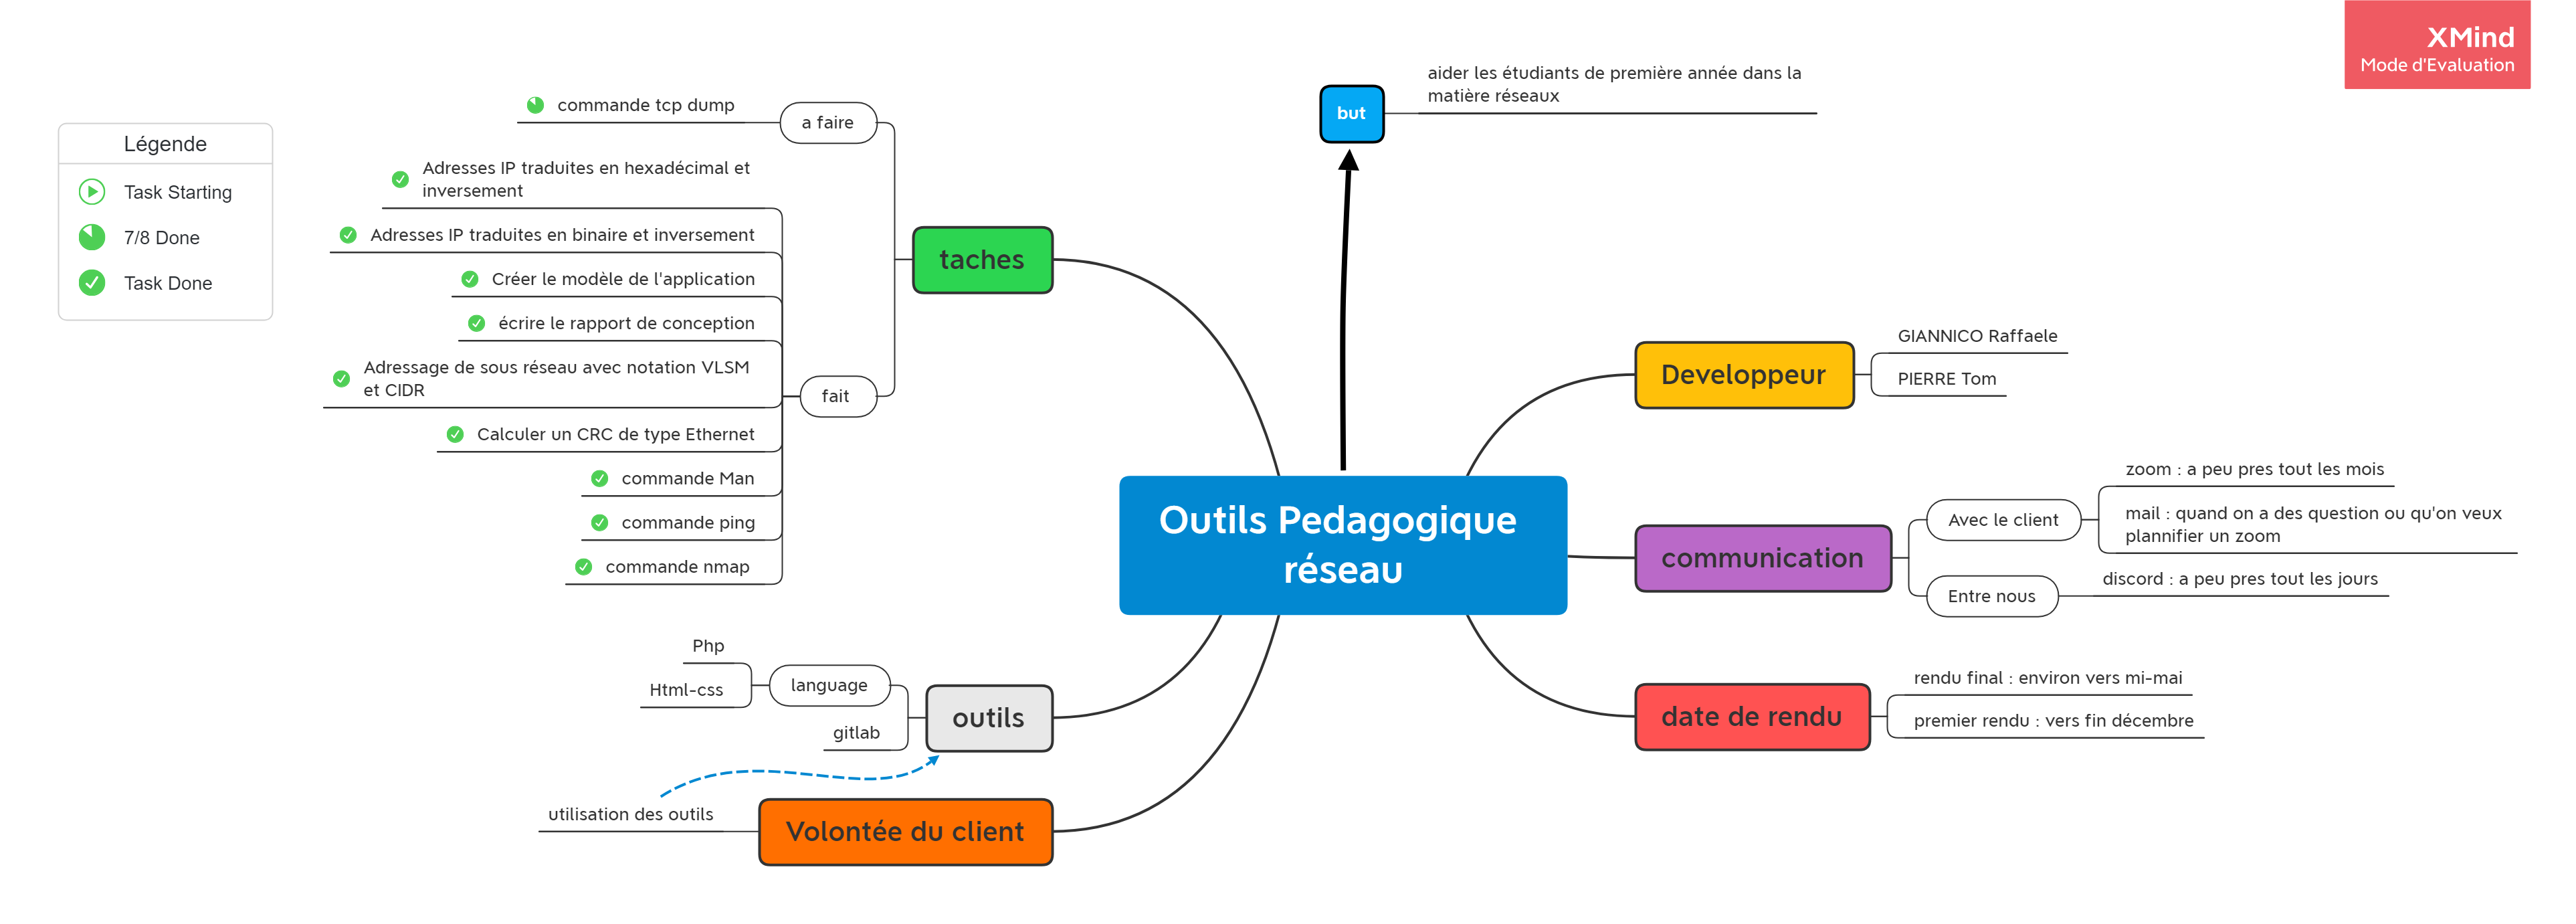 XMind
Mode d'Evaluation
aider les étudiants de première année dans la
matière réseaux
but
commande tcp dump
a faire
Légende
Task Starting
7/8 Done
Task Done
Adresses IP traduites en hexadécimal et
inversement
Adresses IP traduites en binaire et inversement
Créer le modèle de l'application
écrire le rapport de conception
Adressage de sous réseau avec notation VLSM
et CIDR
Calculer un CRC de type Ethernet
commande Man
commande ping
commande nmap
fait
taches
GIANNICO Raffaele
PIERRE Tom
Developpeur
Outils Pedagogique
réseau
communication
Avec le client
zoom : a peu pres tout les mois
mail : quand on a des question ou qu'on veux
plannifier un zoom
Entre nous
discord : a peu pres tout les jours
Php
Html-css
language
gitlab
outils
date de rendu
rendu final : environ vers mi-mai
premier rendu : vers fin décembre
utilisation des outils
Volontée du client